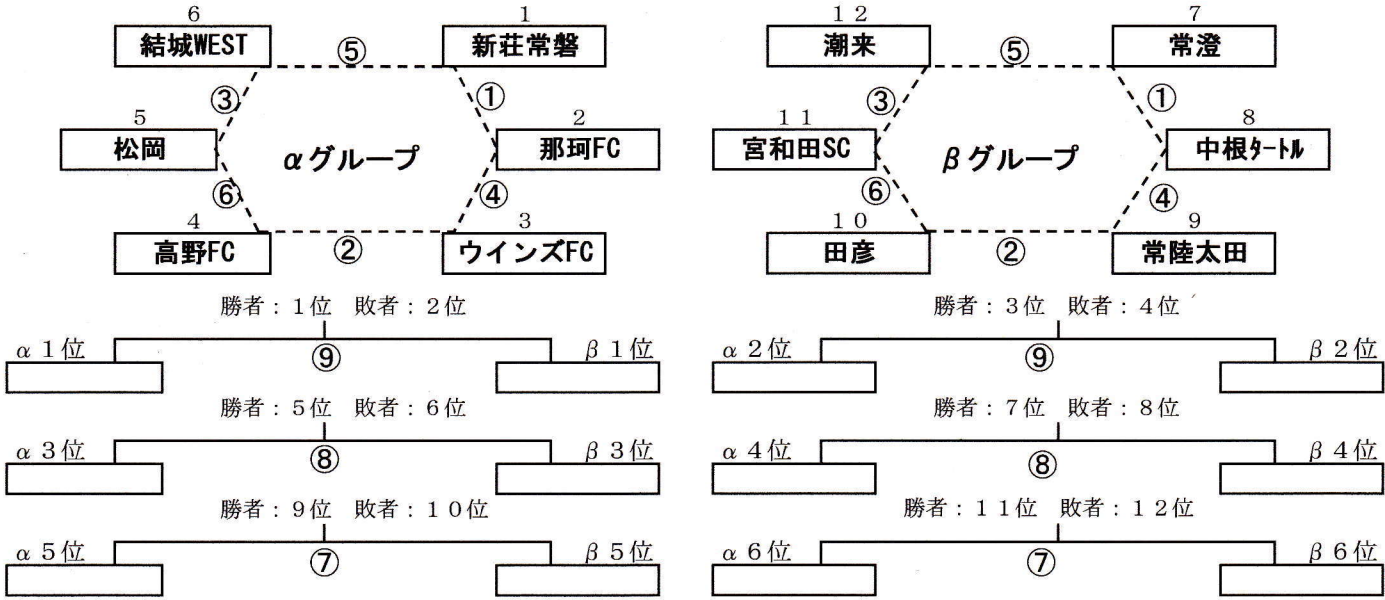 ６ １ １２ ７
結城WEST 新荘常磐 潮来 常澄
⑤ ⑤
③ ① ③ ①
５ ２ １１ ８
松岡 那珂FC 宮和田SC 中根ﾀｰﾄﾙ
αグループ βグループ
⑥ ④ ⑥ ④
４ ３ １０ ９
高野FC ウインズFC 田彦 常陸太田
② ②
勝者：１位 敗者：２位 勝者：３位 敗者：４位
α１位 β１位 α２位 β２位
⑨ ⑨
勝者：５位 敗者：６位 勝者：７位 敗者：８位
α３位 β３位 α４位 β４位
⑧ ⑧
勝者：９位 敗者：１０位 勝者：１１位 敗者：１２位
α５位 β５位 α６位 β６位
⑦ ⑦